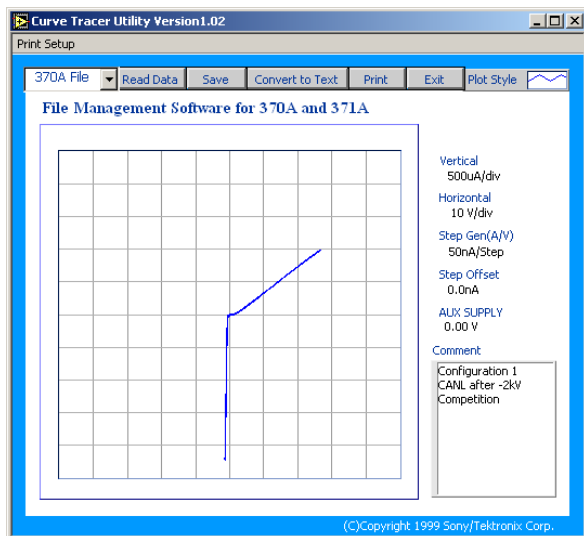 Curve Tracer Utility Version1.02
Print Setup
370A File Read Data Save Convert to Text Print Exit Plot Style
File Management Software for 370A and 371A
Vertical
500uA/div
Horizontal
10 V/div
Step Gen(A/V)
50nA/Step
Step Offset
0.0nA
AUX SUPPLY
0.00 V
Comment
Configuration 1
CANL after -2kV
Competition
(C)Copyright 1999 Sony/Tektronix Corp.